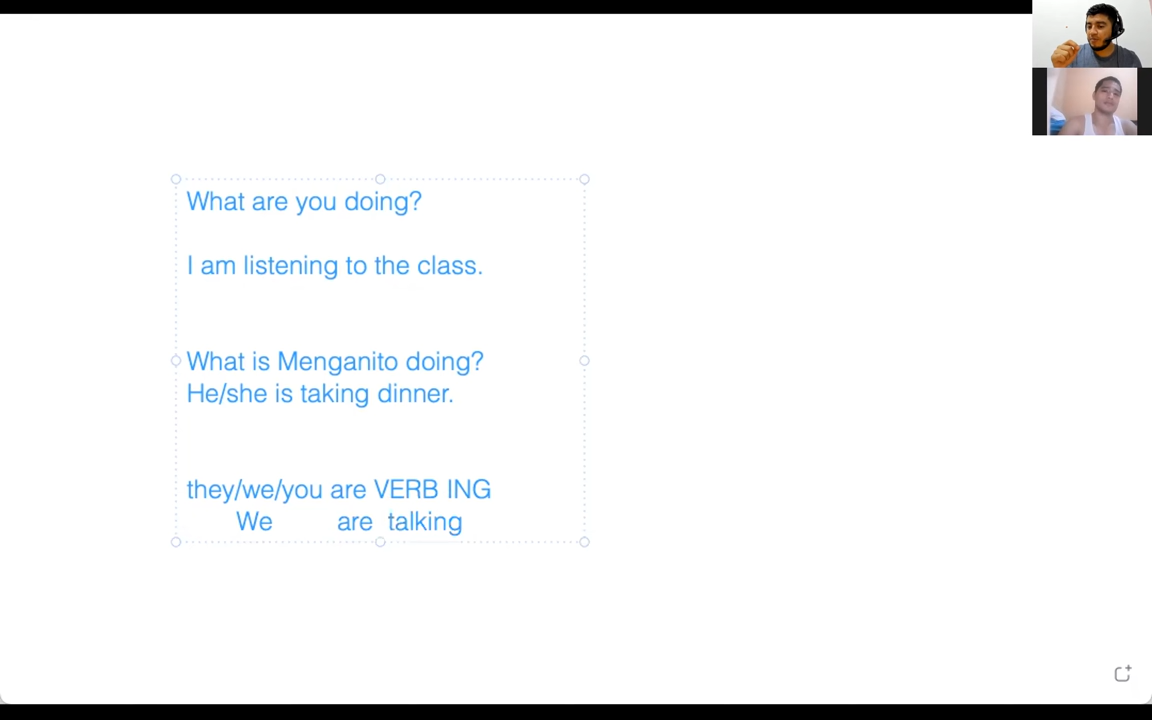 What are you doing?
I am listening to the class.
What is Menganito doing?
He/she is taking dinner.
they/we/you are VERB ING
We are talking